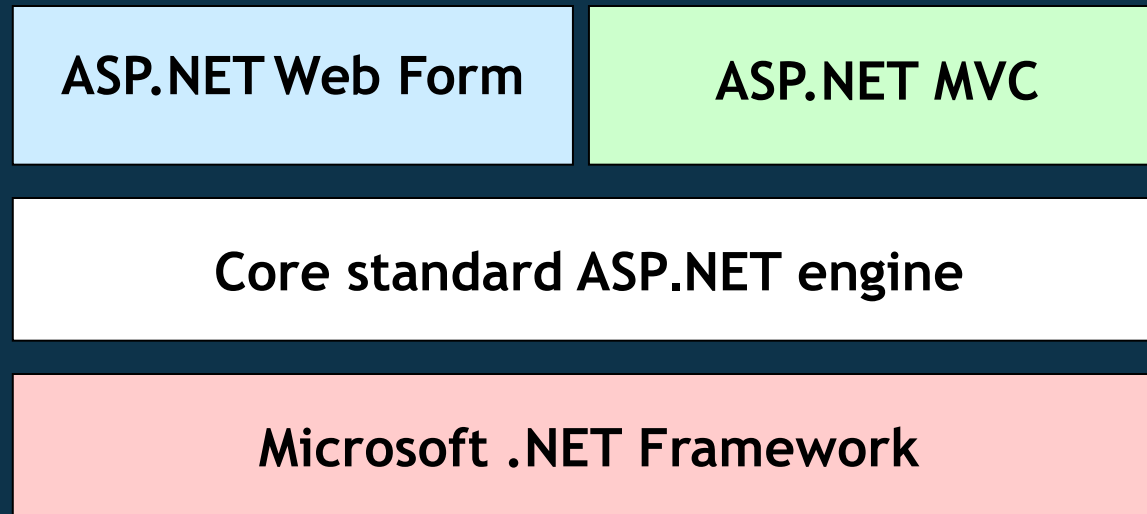 ASP.NET Web Form
ASP.NET MVC
Core standard ASP.NET engine
Microsoft .NET Framework